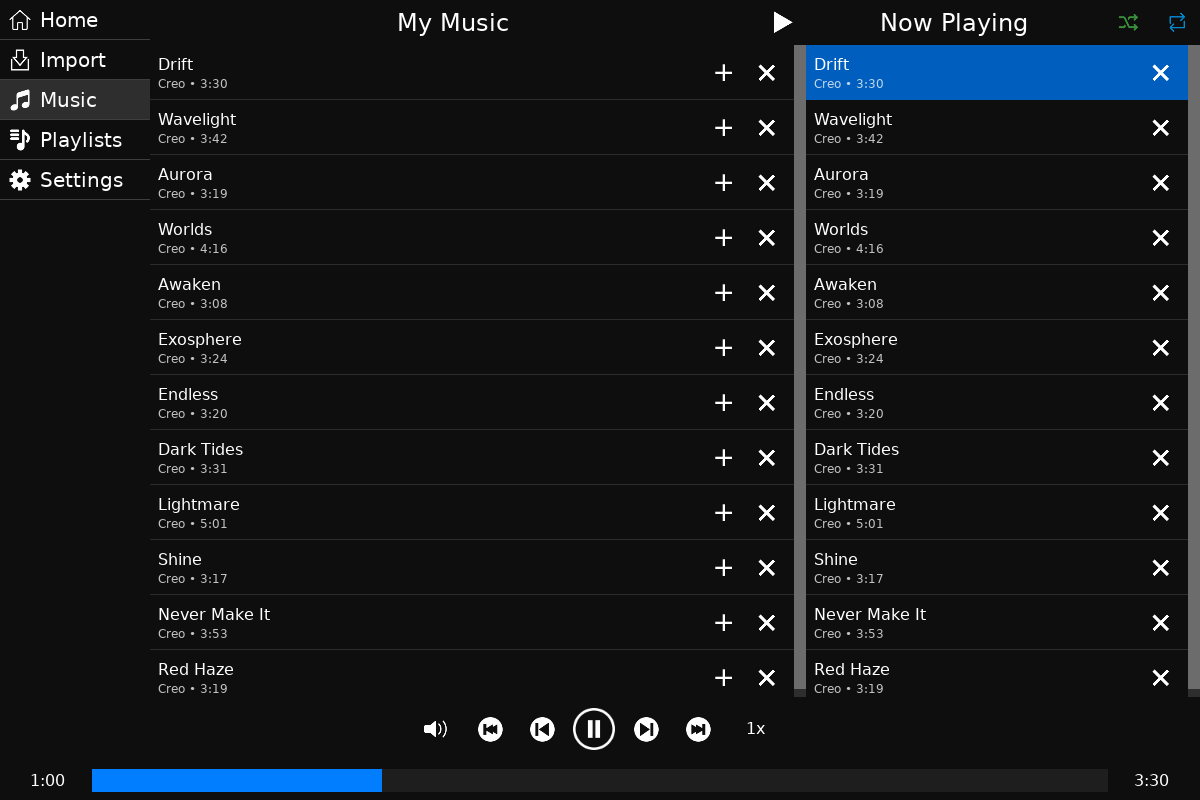 Home
Import
Music
Playlists
Settings
My Music
Drift
Creo • 3:30
Wavelight
Creo • 3:42
Aurora
Creo • 3:19
Worlds
Creo • 4:16
Awaken
Creo • 3:08
Exosphere
Creo • 3:24
Endless
Creo • 3:20
Dark Tides
Creo • 3:31
Lightmare
Creo • 5:01
Shine
Creo • 3:17
Never Make It
Creo • 3:53
Red Haze
Creo • 3:19
Now Playing
Drift
Creo • 3:30
Wavelight
Creo • 3:42
Aurora
Creo • 3:19
Worlds
Creo • 4:16
Awaken
Creo • 3:08
Exosphere
Creo • 3:24
Endless
Creo • 3:20
Dark Tides
Creo • 3:31
Lightmare
Creo • 5:01
Shine
Creo • 3:17
Never Make It
Creo • 3:53
Red Haze
Creo • 3:19
1x
1:00
3:30